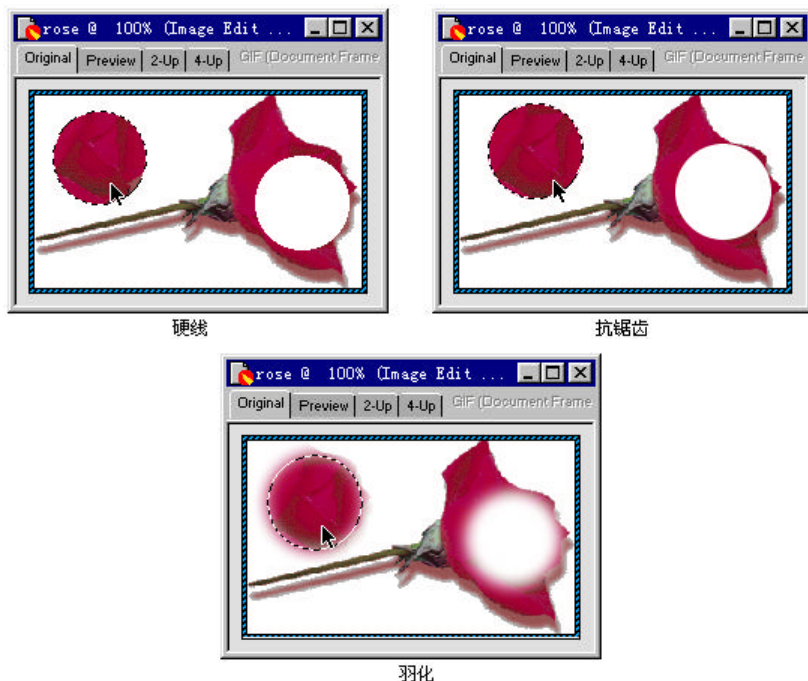 rose @ 100% (Image Edit ...
Original Preview 2-Up 4-Up GIF (Document Frame
硬线
rose @ 100% (Image Edit ...
Original Preview 2-Up 4-Up GIF (Document Frame
抗锯齿
rose @ 100% (Image Edit ...
Original Preview 2-Up 4-Up GIF (Document Frame
羽化